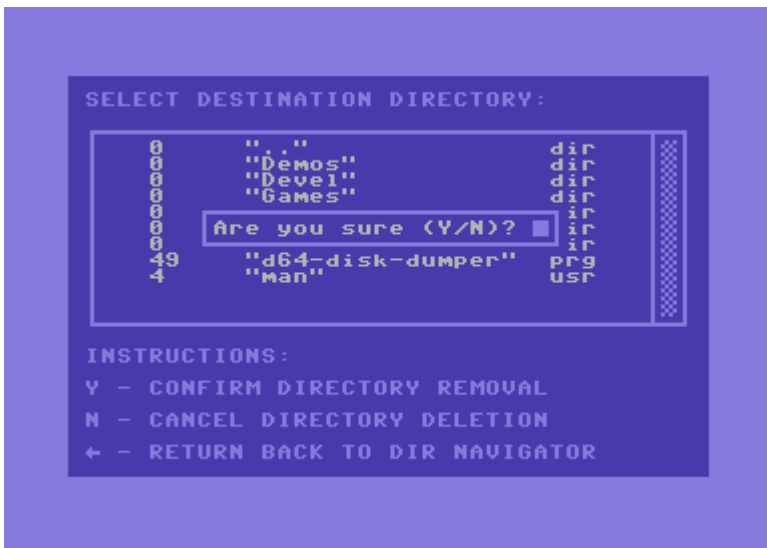 SELECT DESTINATION DIRECTORY:
0 ".." dir
0 "Demos" dir
0 "Devel" dir
0 "Games" dir
0 ir
0 Are you sure (Y/N)? ir
0 ir
49 "d64-disk-dumper" prg
4 "man" usr
INSTRUCTIONS:
Y - CONFIRM DIRECTORY REMOVAL
N - CANCEL DIRECTORY DELETION
← - RETURN BACK TO DIR NAVIGATOR